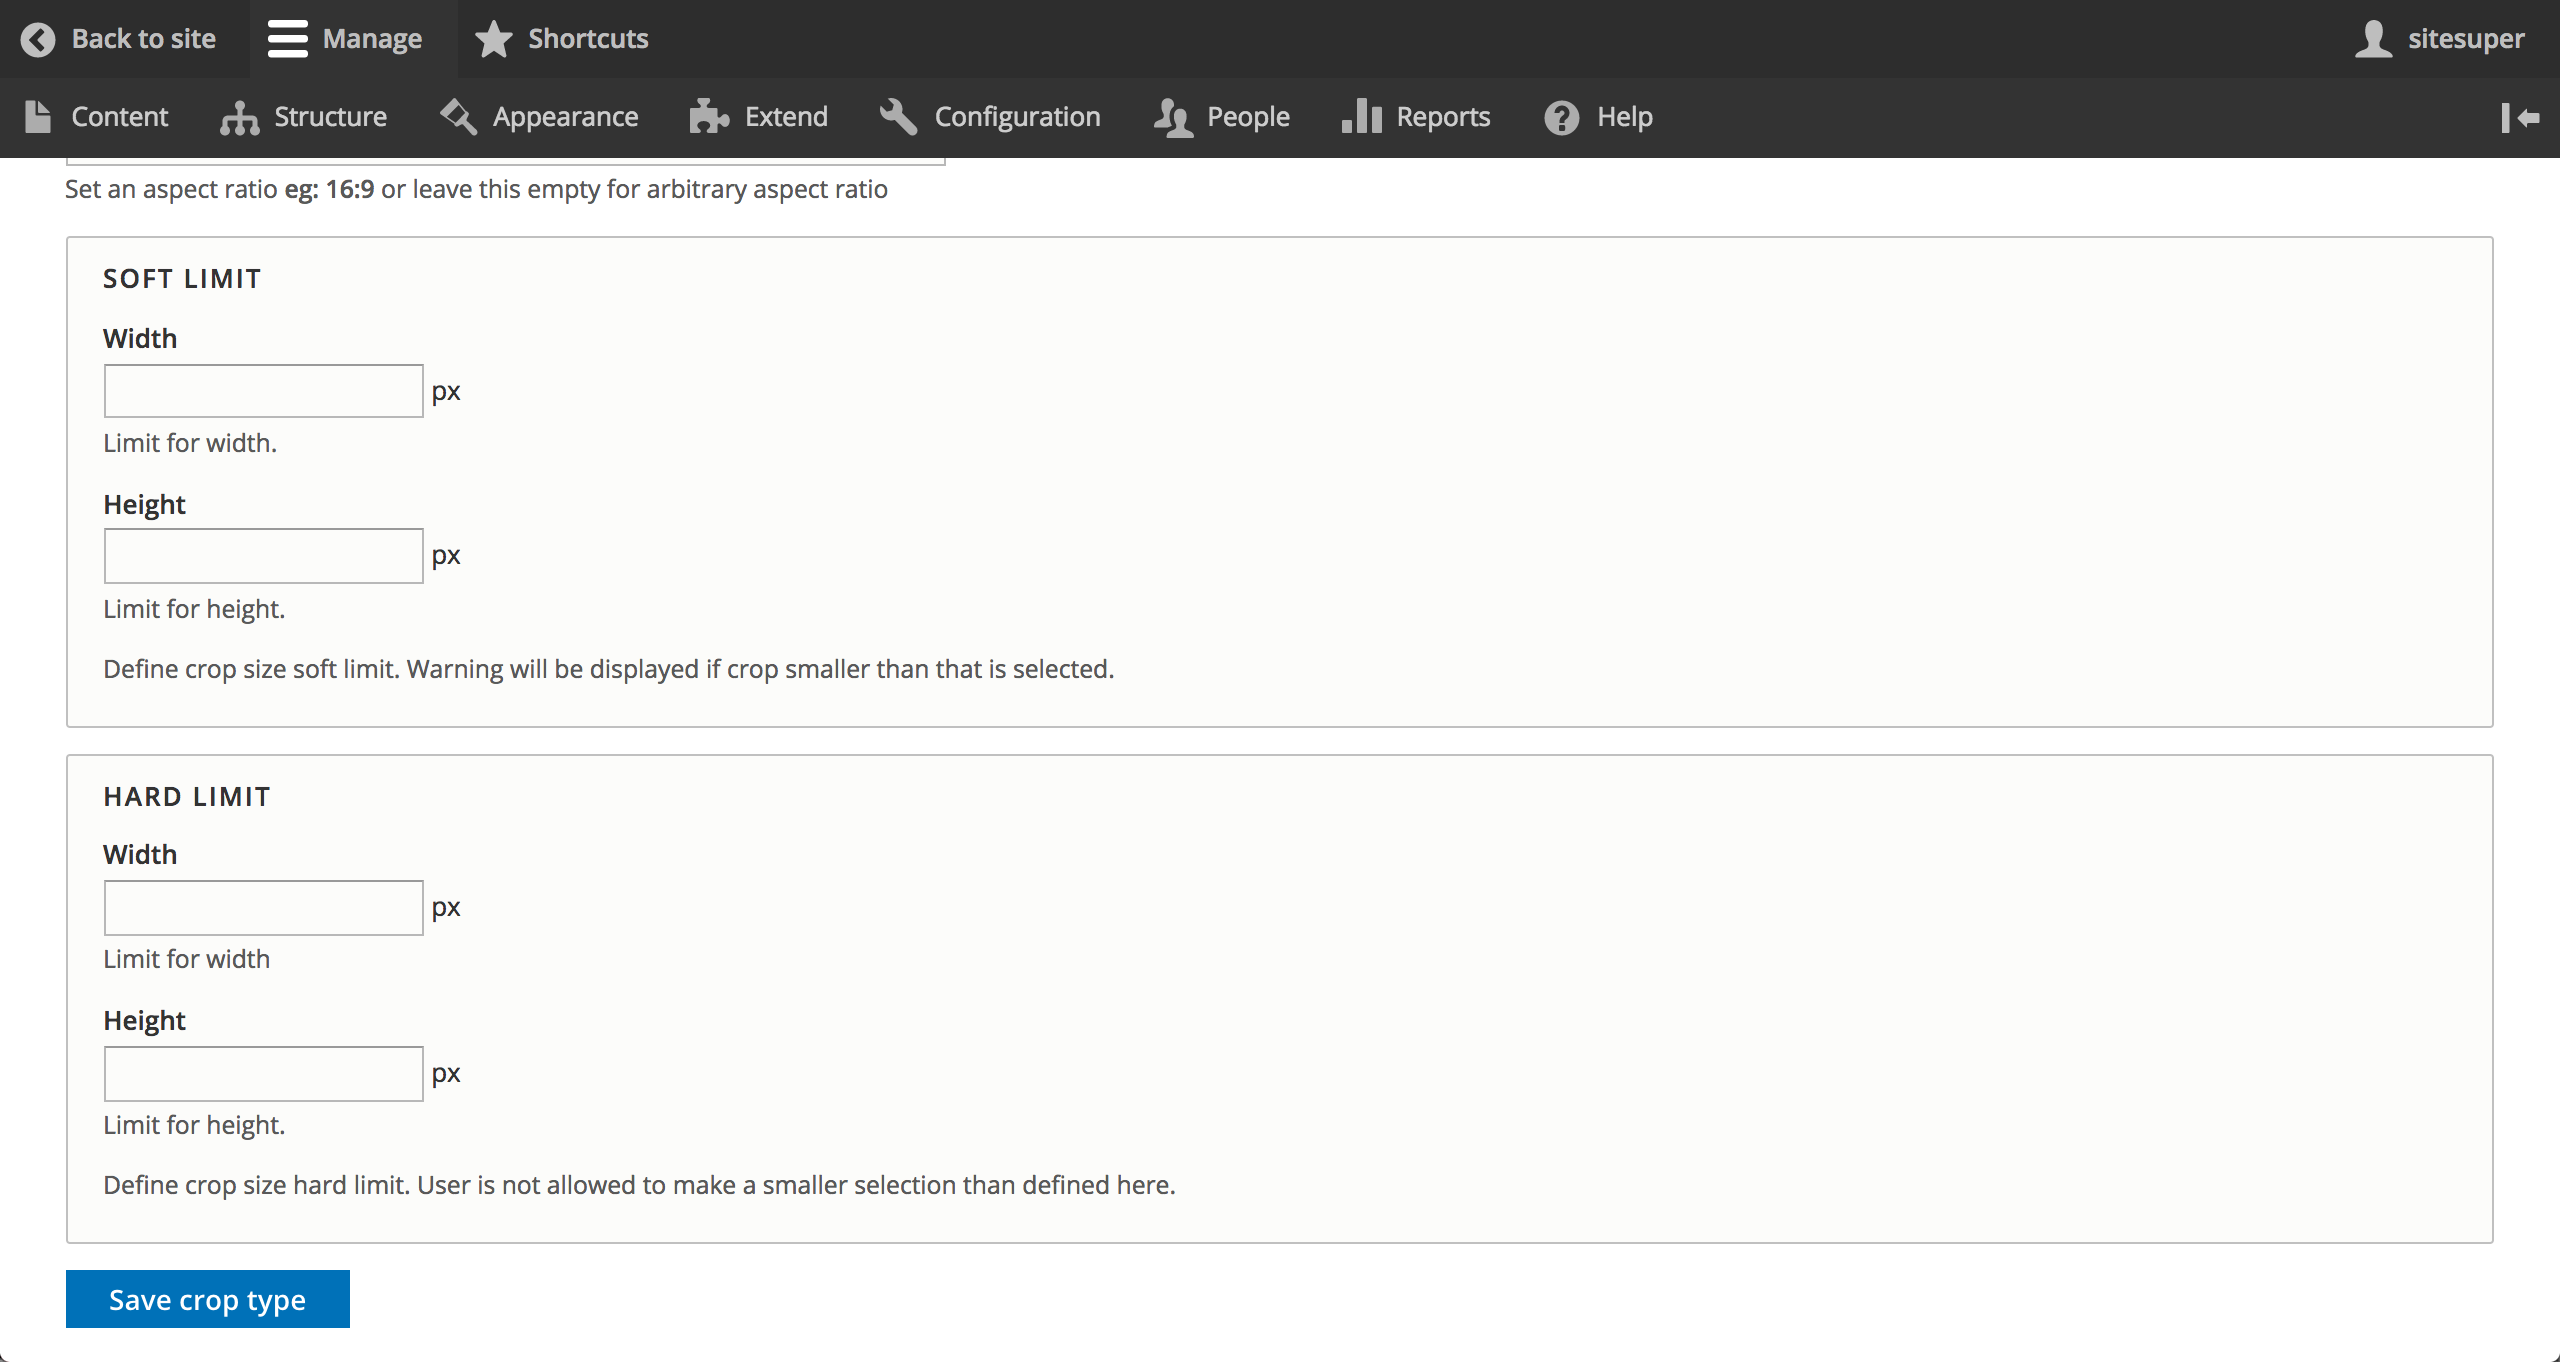 Back to site Manage Shortcuts sitesuper
Content Structure Appearance Extend Configuration People Reports Help
Set an aspect ratio eg: 16:9 or leave this empty for arbitrary aspect ratio
SOFT LIMIT
Width
px
Limit for width.
Height
px
Limit for height.
Define crop size soft limit. Warning will be displayed if crop smaller than that is selected.
HARD LIMIT
Width
px
Limit for width
Height
px
Limit for height.
Define crop size hard limit. User is not allowed to make a smaller selection than defined here.
Save crop type